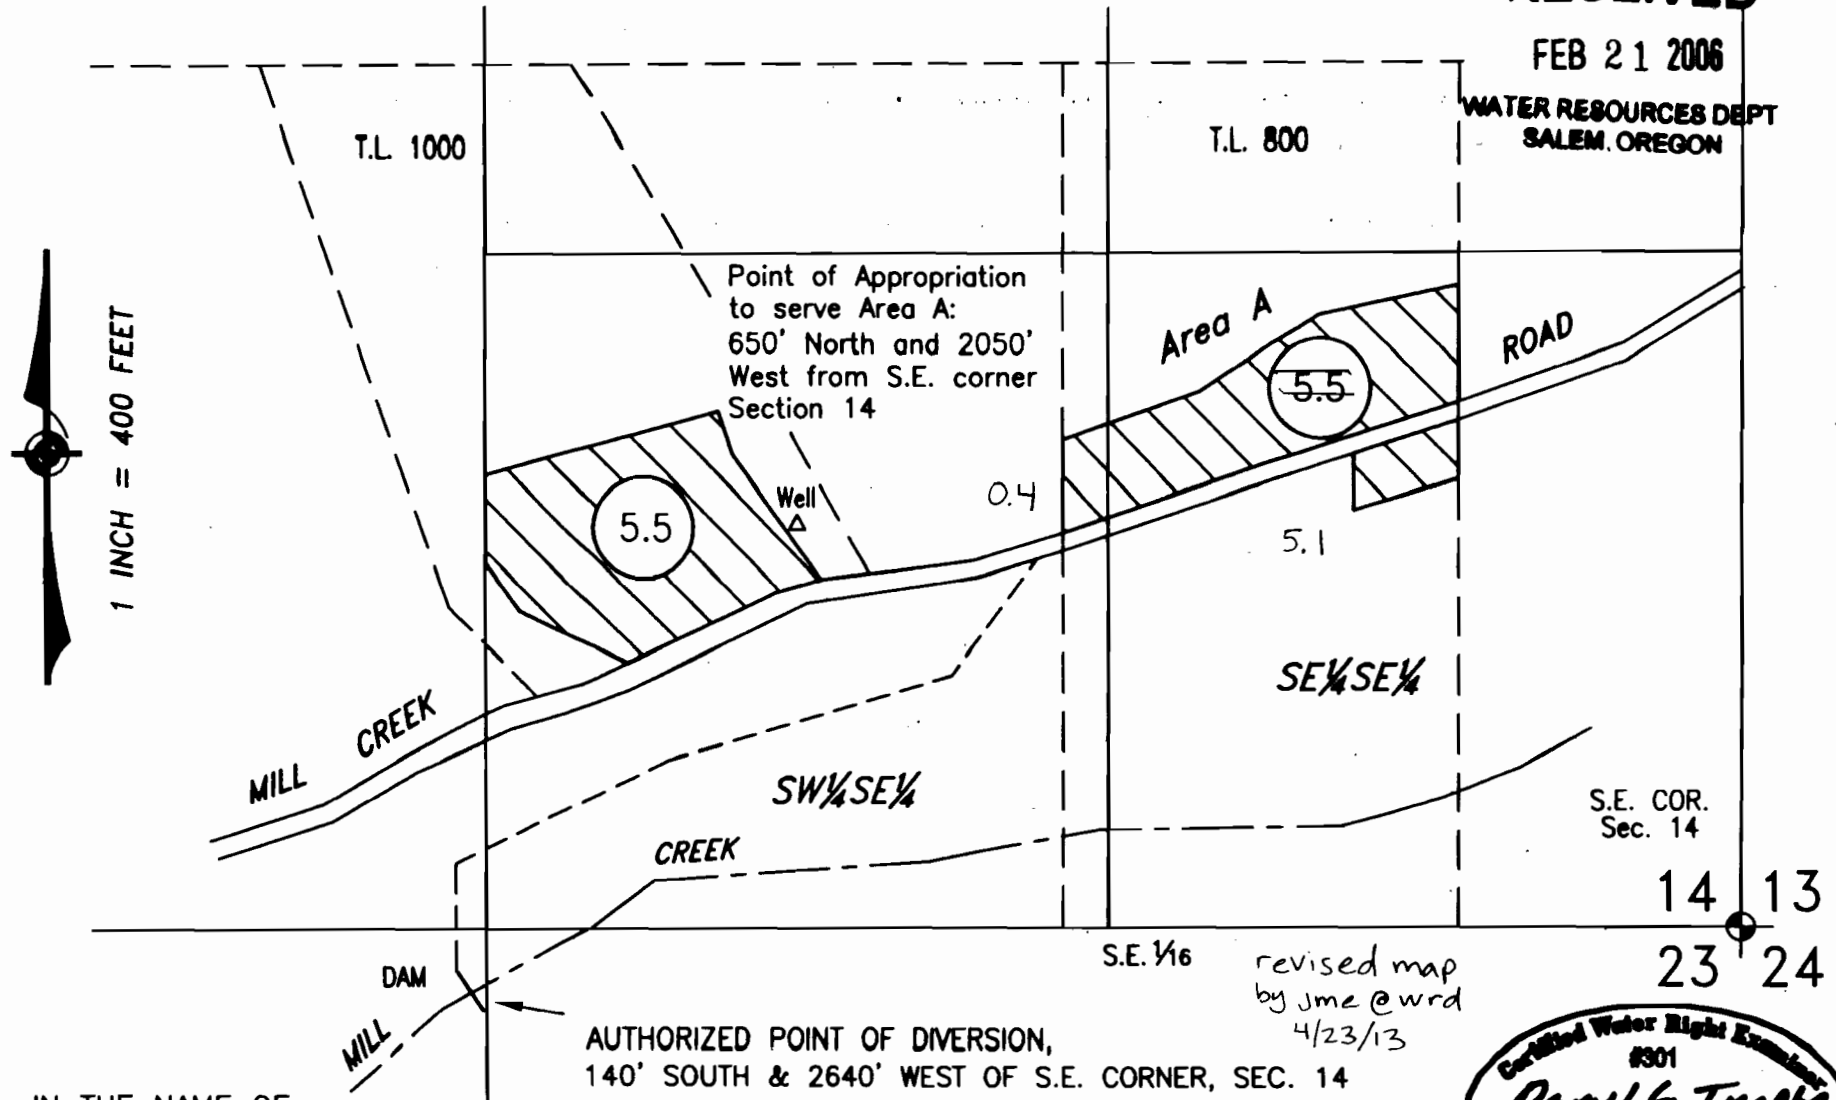 FEB 21 2006
WATER RESOURCES DEPT
SALEM, OREGON
T.L. 1000
T.L. 800
1 INCH = 400 FEET
Point of Appropriation
to serve Area A:
650' North and 2050'
West from S.E. corner
Section 14
Area A
5.5
ROAD
Well
0.4
5.5
5.1
SE¼SE¼
MILL CREEK
SW¼SE¼
CREEK
S.E. COR.
Sec. 14
14 13
23 24
S.E. 1/16
DAM
MILL
revised map
by jme @ wrd
4/23/13
AUTHORIZED POINT OF DIVERSION,
140' SOUTH & 2640' WEST OF S.E. CORNER, SEC. 14
Certified Water Right Examiner
#301
IN THE NAME OF